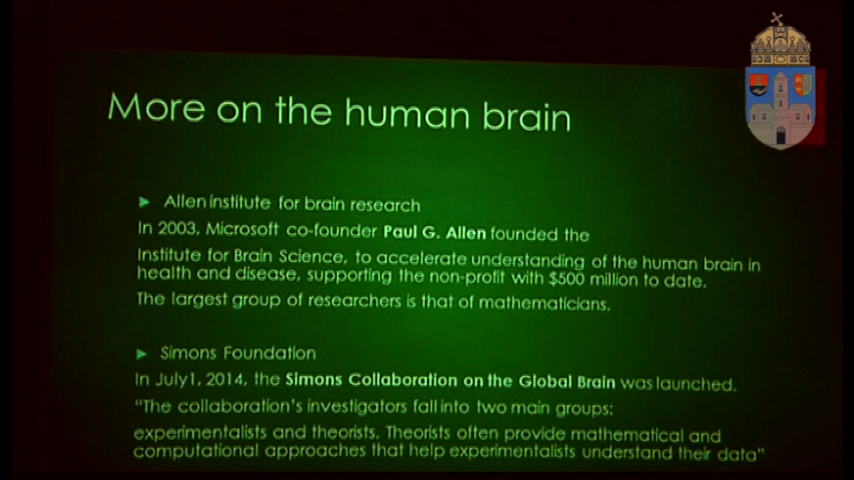 More on the human brain
Allen institute for brain research
In 2003, Microsoft co-founder Paul G. Allen founded the
Institute for Brain Science, to accelerate understanding of the human brain in
health and disease, supporting the non-profit with $500 million to date.
The largest group of researchers is that of mathematicians.
Simons Foundation
In July1, 2014, the Simons Collaboration on the Global Brain was launched.
"The collaboration's investigators fall into two main groups:
experimentalists and theorists. Theorists often provide mathematical and
computational approaches that help experimentalists understand their data"